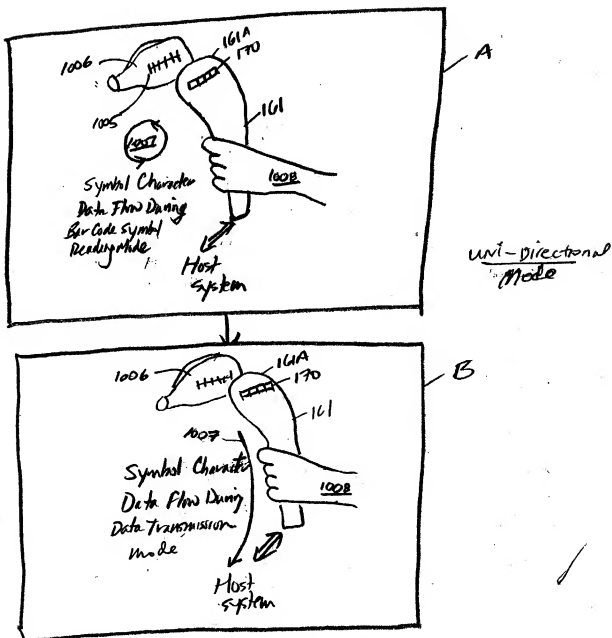 161A
1006
170
A
1005
161
1007
1008
Symbol Character
Data Flow During
Bar Code Symbol
Reading Mode
Host
system
Uni-Directional
Mode
161A
1006
170
B
161
1007
Symbol Character
Data Flow During
Data Transmission
mode
1008
Host
system